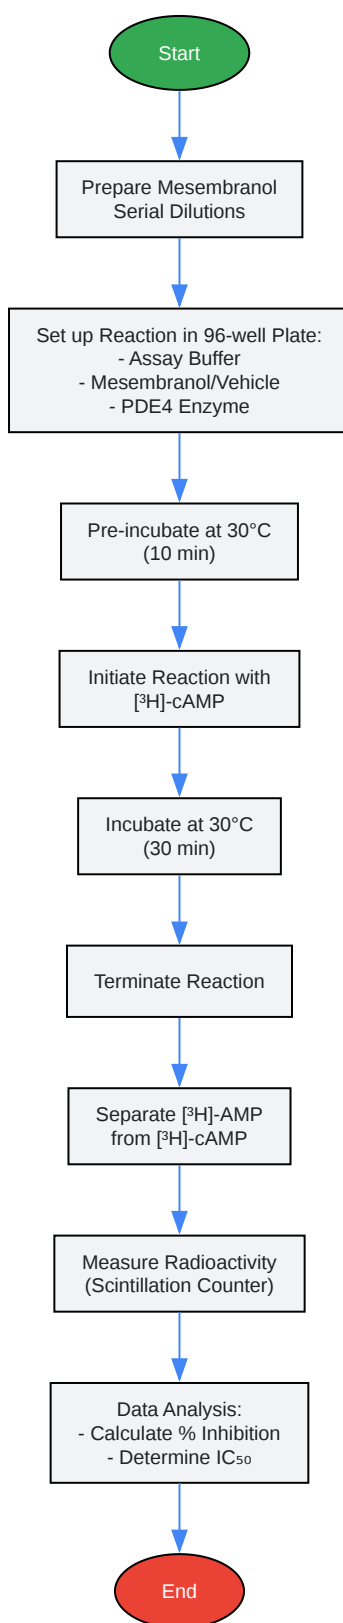 Start
Prepare Mesembranol
Serial Dilutions
Set up Reaction in 96-well Plate:
- Assay Buffer
- Mesembranol/Vehicle
- PDE4 Enzyme
Pre-incubate at 30°C
(10 min)
Initiate Reaction with
[³H]-cAMP
Incubate at 30°C
(30 min)
Terminate Reaction
Separate [³H]-AMP
from [³H]-cAMP
Measure Radioactivity
(Scintillation Counter)
Data Analysis:
- Calculate % Inhibition
- Determine IC₅₀
End